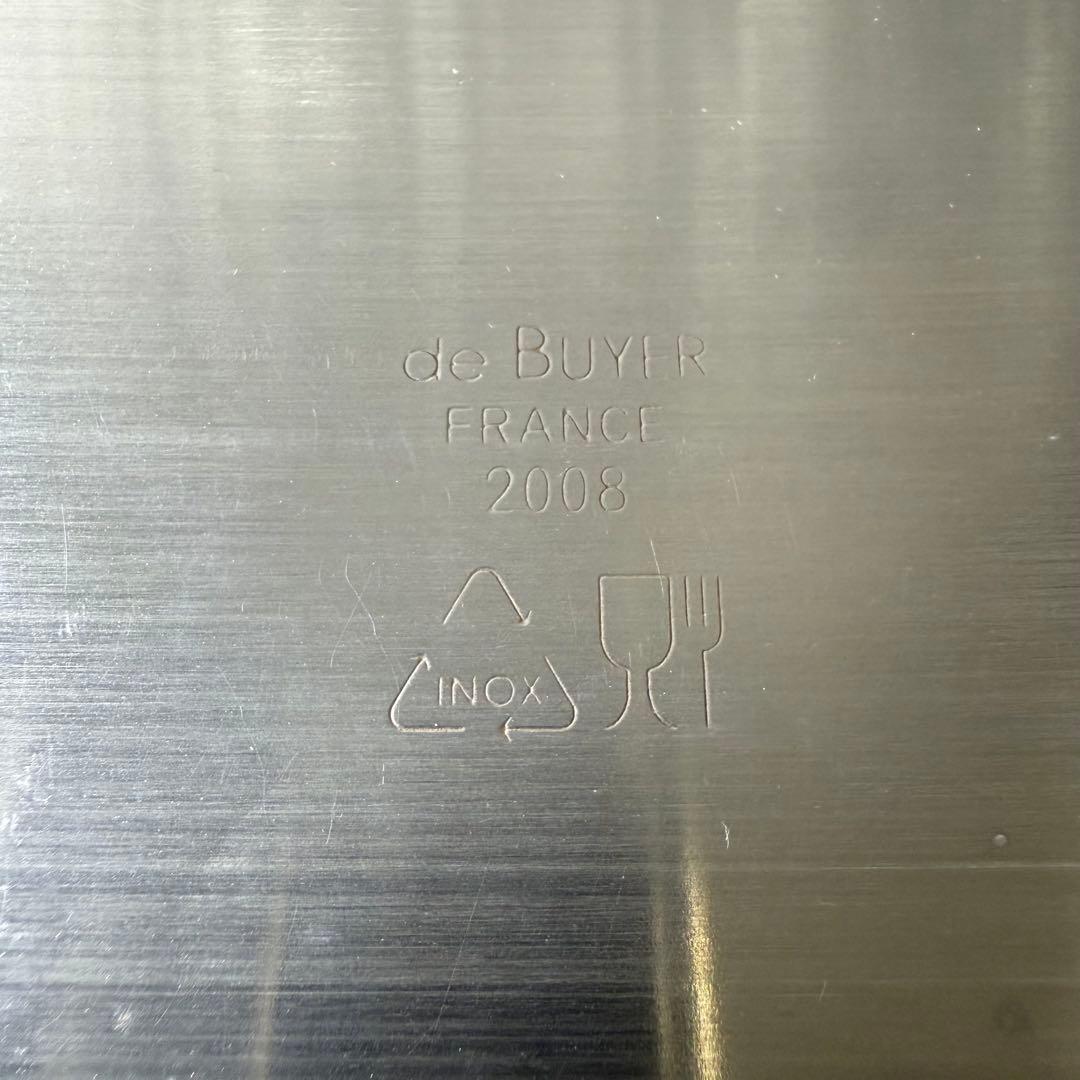 de BUYER
FRANCE
2008
INOX